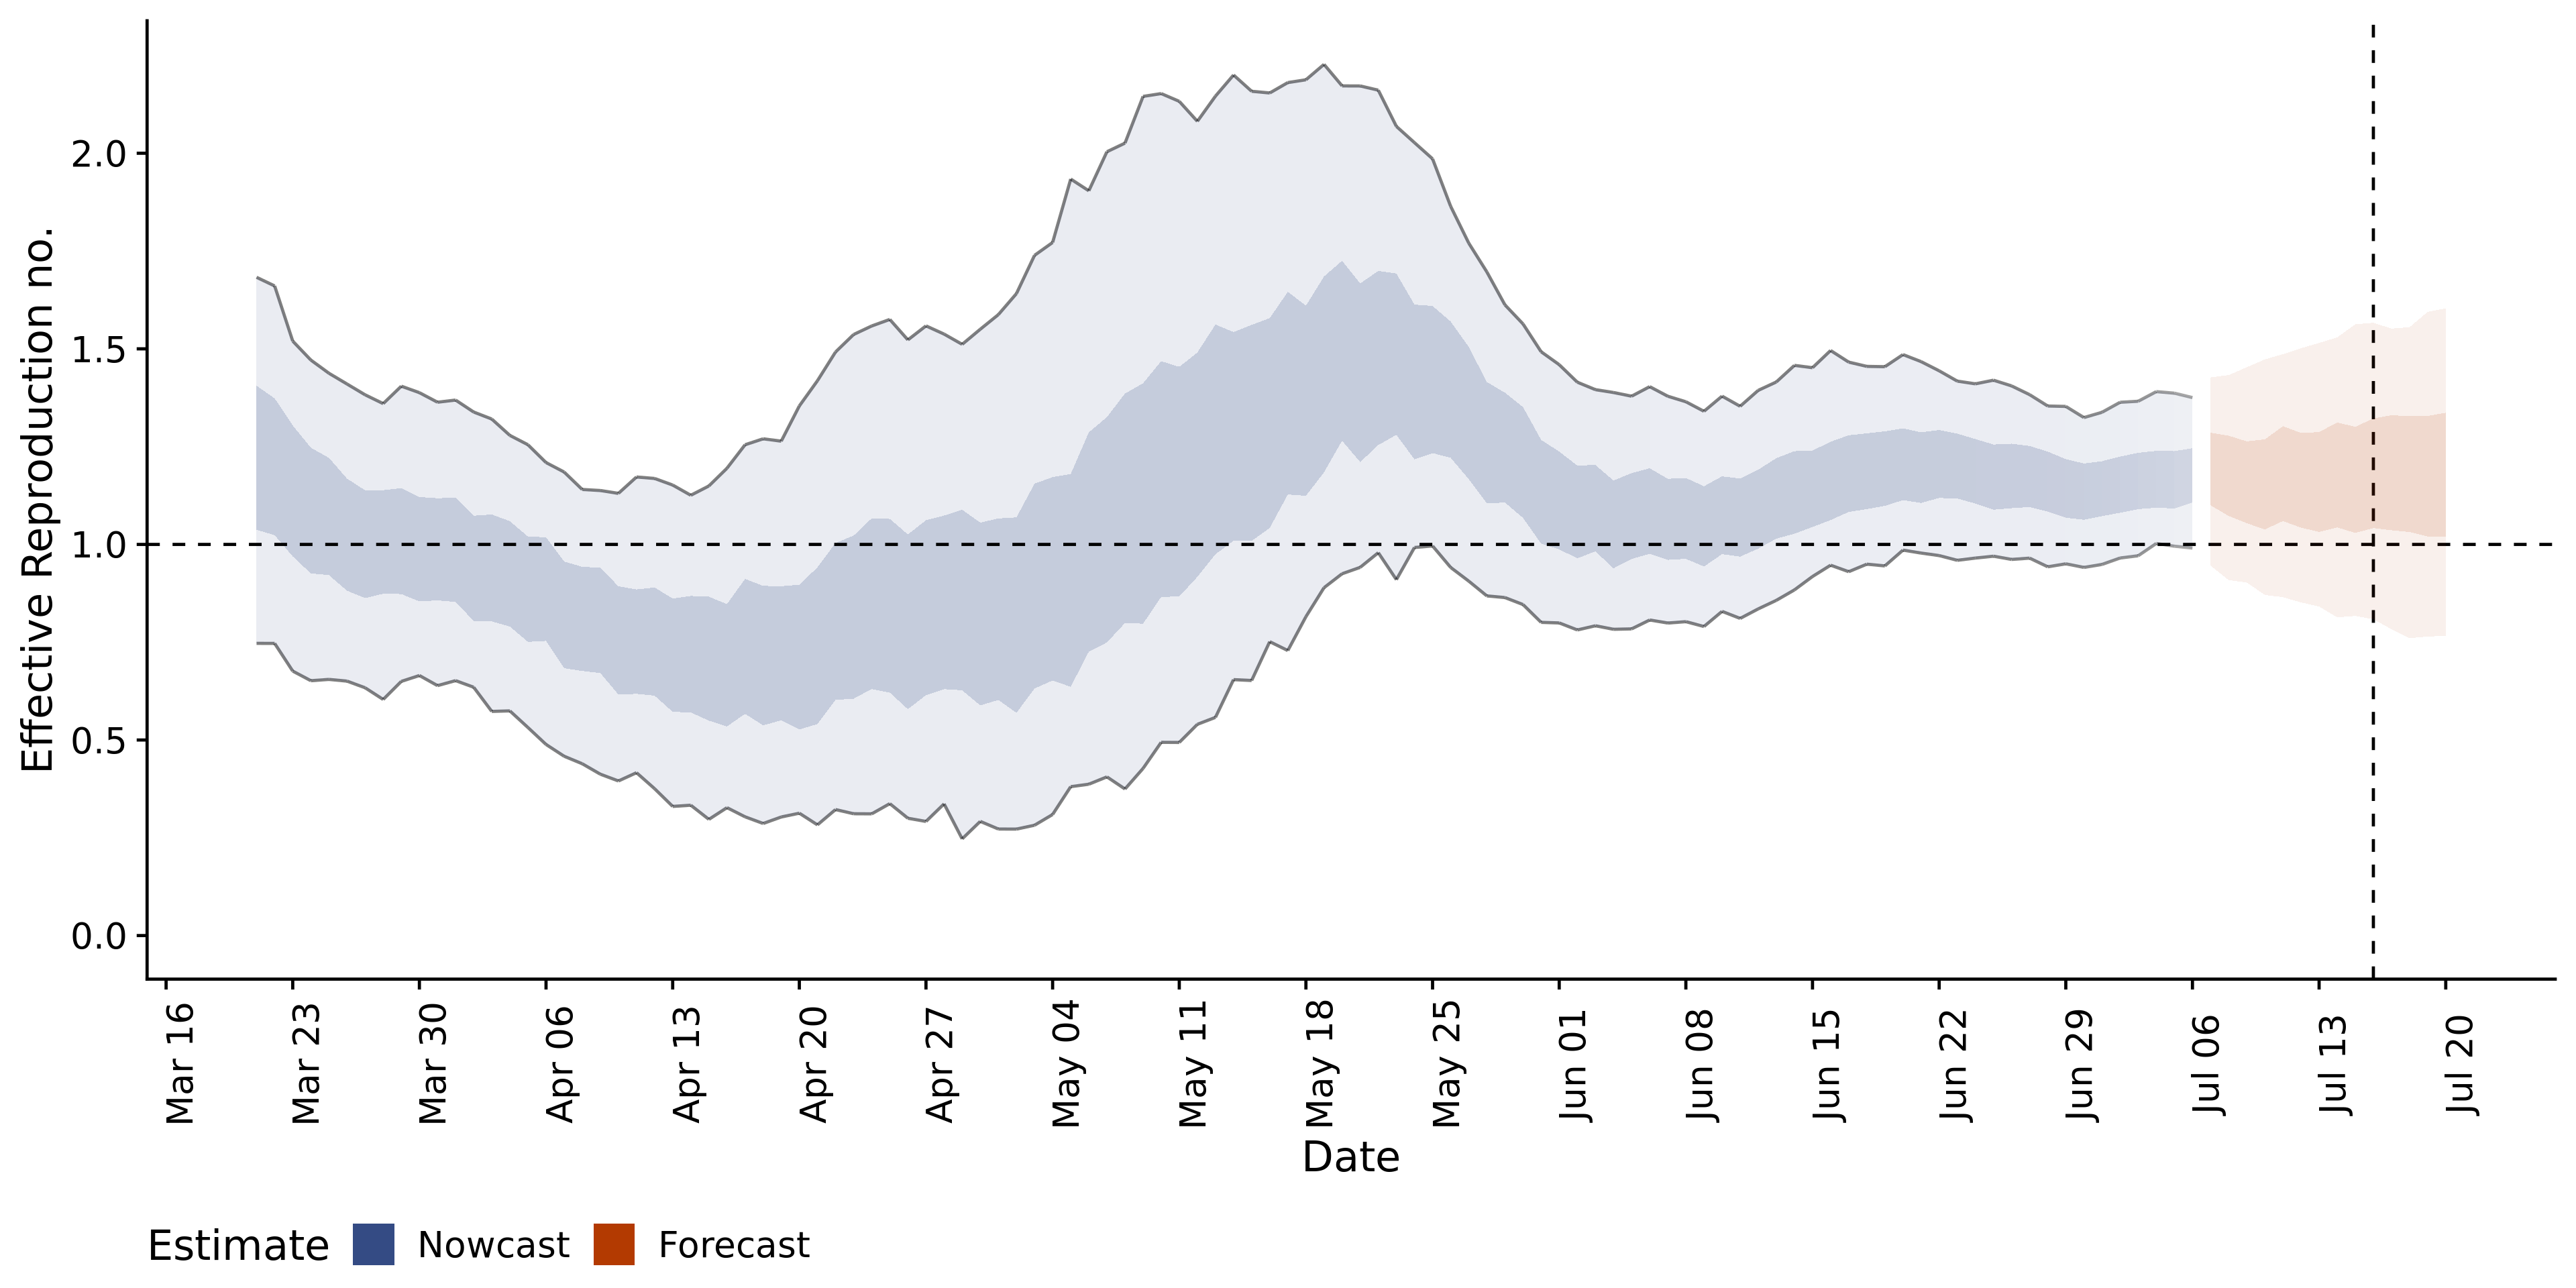 Effective Reproduction no.
2.0
1.5
1.0
0.5
0.0
Mar 16
Mar 23
Mar 30
Apr 06
Apr 13
Apr 20
Apr 27
May 04
May 11
May 18
May 25
Jun 01
Jun 08
Jun 15
Jun 22
Jun 29
Jul 06
Jul 13
Jul 20
Date
Estimate Nowcast Forecast